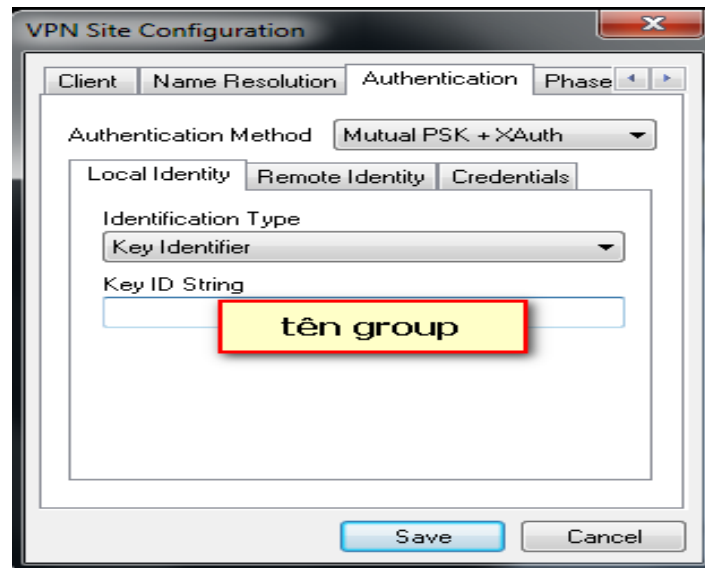 VPN Site Configuration
Client Name Resolution Authentication Phase
Authentication Method Mutual PSK + XAuth
Local Identity Remote Identity Credentials
Identification Type
Key Identifier
Key ID String
tên group
Save Cancel